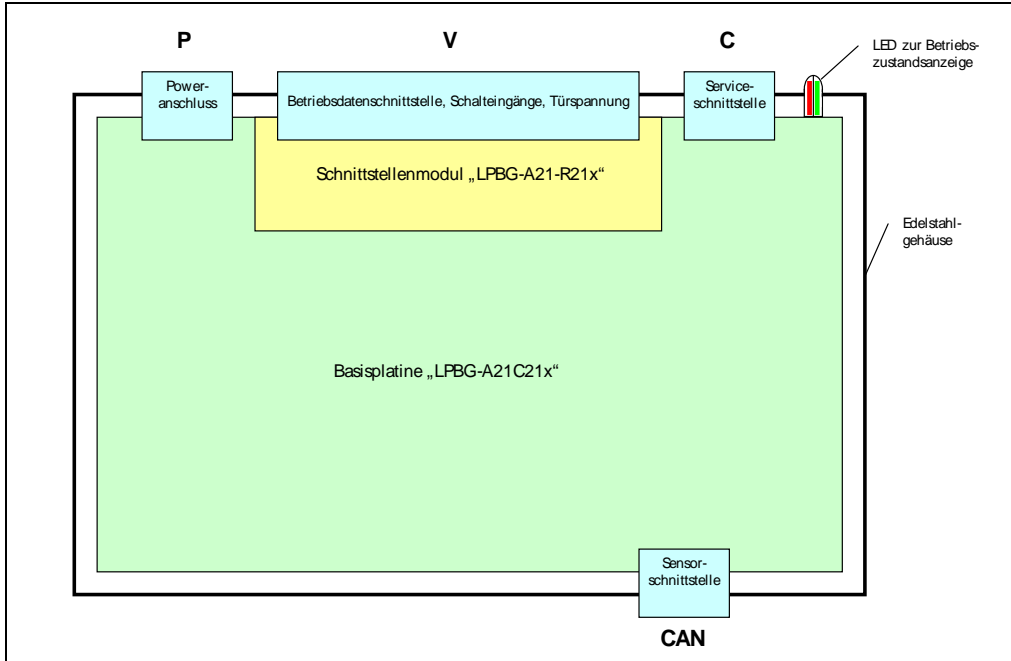 P
V
C
LED zur Betriebs-
zustandsanzeige
Power-
anschluss
Betriebsdatenschnittstelle, Schalteingänge, Türspannung
Service-
schnittstelle
Schnittstellenmodul „LPBG-A21-R21x“
Edelstahl-
gehäuse
Basisplatine „LPBG-A21C21x“
Sensor-
schnittstelle
CAN